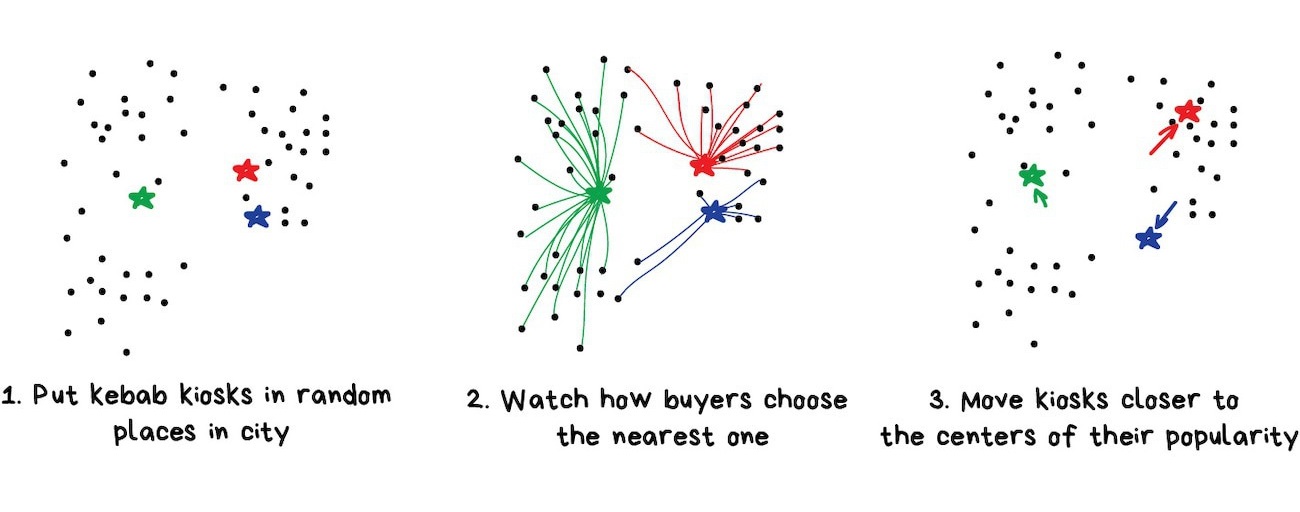 1. Put kebab kiosks in random
places in city
2. Watch how buyers choose
the nearest one
3. Move kiosks closer to
the centers of their popularity